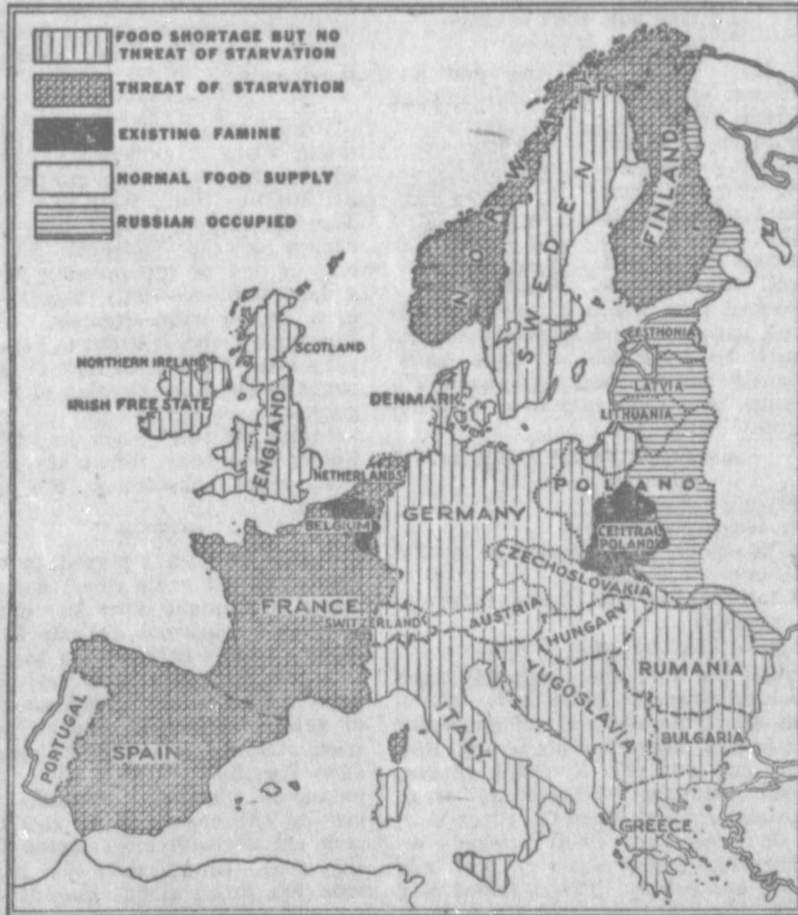 FOOD SHORTAGE BUT NO
THREAT OF STARVATION
THREAT OF STARVATION
EXISTING FAMINE
NORMAL FOOD SUPPLY
RUSSIAN OCCUPIED
NORWAY
SWEDEN
FINLAND
ESTHONIA
LATVIA
LITHUANIA
SCOTLAND
NORTHERN IRELAND
IRISH FREE STATE
ENGLAND
DENMARK
NETHERLANDS
BELGIUM
GERMANY
POLAND
CENTRAL
POLAND
CZECHOSLOVAKIA
FRANCE
SWITZERLAND
AUSTRIA
HUNGARY
RUMANIA
YUGOSLAVIA
ITALY
BULGARIA
PORTUGAL
SPAIN
GREECE